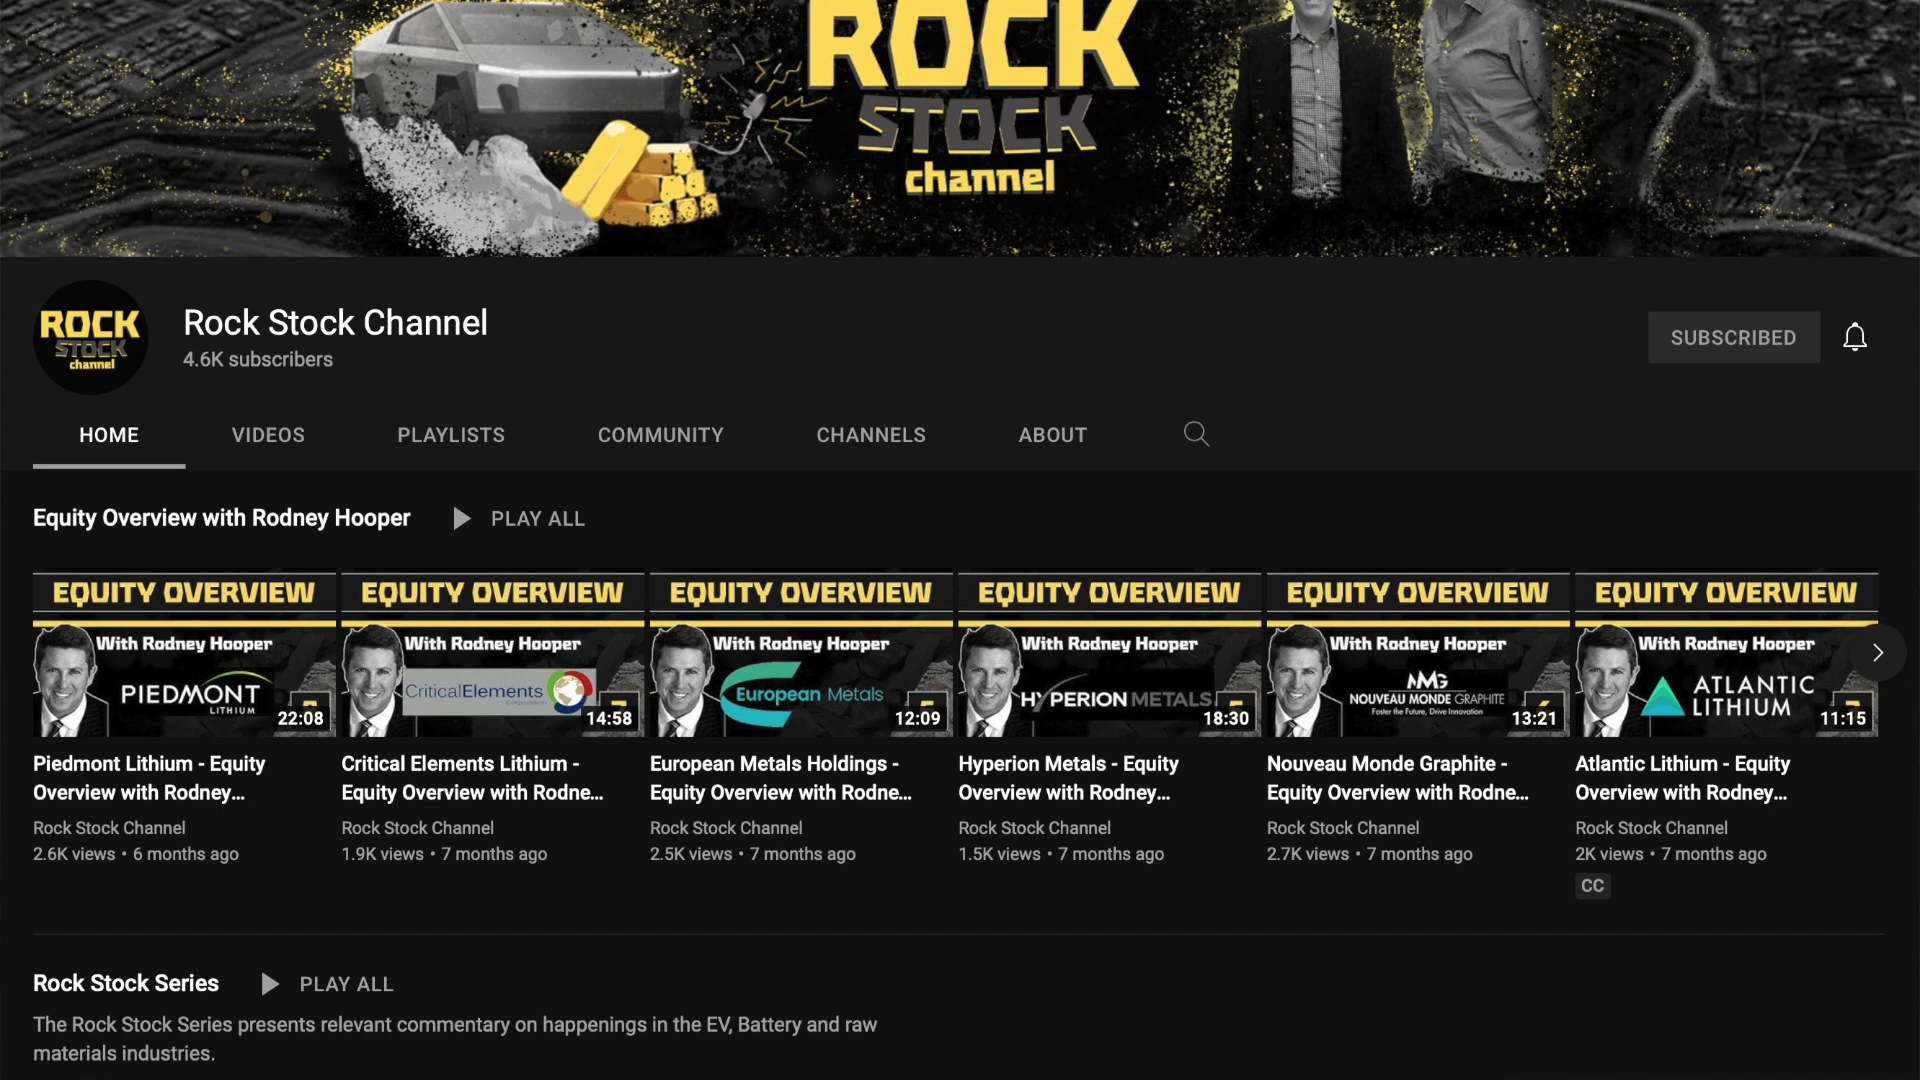 ROCK
STOCK
channel
ROCK
STOCK
channel
Rock Stock Channel
4.6K subscribers
SUBSCRIBED
HOME
VIDEOS
PLAYLISTS
COMMUNITY
CHANNELS
ABOUT
Equity Overview with Rodney Hooper
PLAY ALL
EQUITY OVERVIEW
With Rodney Hooper
PIEDMONT
LITHIUM
22:08
Piedmont Lithium - Equity
Overview with Rodney...
Rock Stock Channel
2.6K views • 6 months ago
EQUITY OVERVIEW
With Rodney Hooper
CriticalElements
Corporation
14:58
Critical Elements Lithium -
Equity Overview with Rodne...
Rock Stock Channel
1.9K views • 7 months ago
EQUITY OVERVIEW
With Rodney Hooper
European Metals
12:09
European Metals Holdings -
Equity Overview with Rodne...
Rock Stock Channel
2.5K views • 7 months ago
EQUITY OVERVIEW
With Rodney Hooper
HYPERION METALS
18:30
Hyperion Metals - Equity
Overview with Rodney...
Rock Stock Channel
1.5K views • 7 months ago
EQUITY OVERVIEW
With Rodney Hooper
NMG
NOUVEAU MONDE GRAPHITE
Foster the Future, Drive Innovation
13:21
Nouveau Monde Graphite -
Equity Overview with Rodne...
Rock Stock Channel
2.7K views • 7 months ago
EQUITY OVERVIEW
With Rodney Hooper
ATLANTIC
LITHIUM
11:15
Atlantic Lithium - Equity
Overview with Rodney...
Rock Stock Channel
2K views • 7 months ago
CC
Rock Stock Series
PLAY ALL
The Rock Stock Series presents relevant commentary on happenings in the EV, Battery and raw
materials industries.